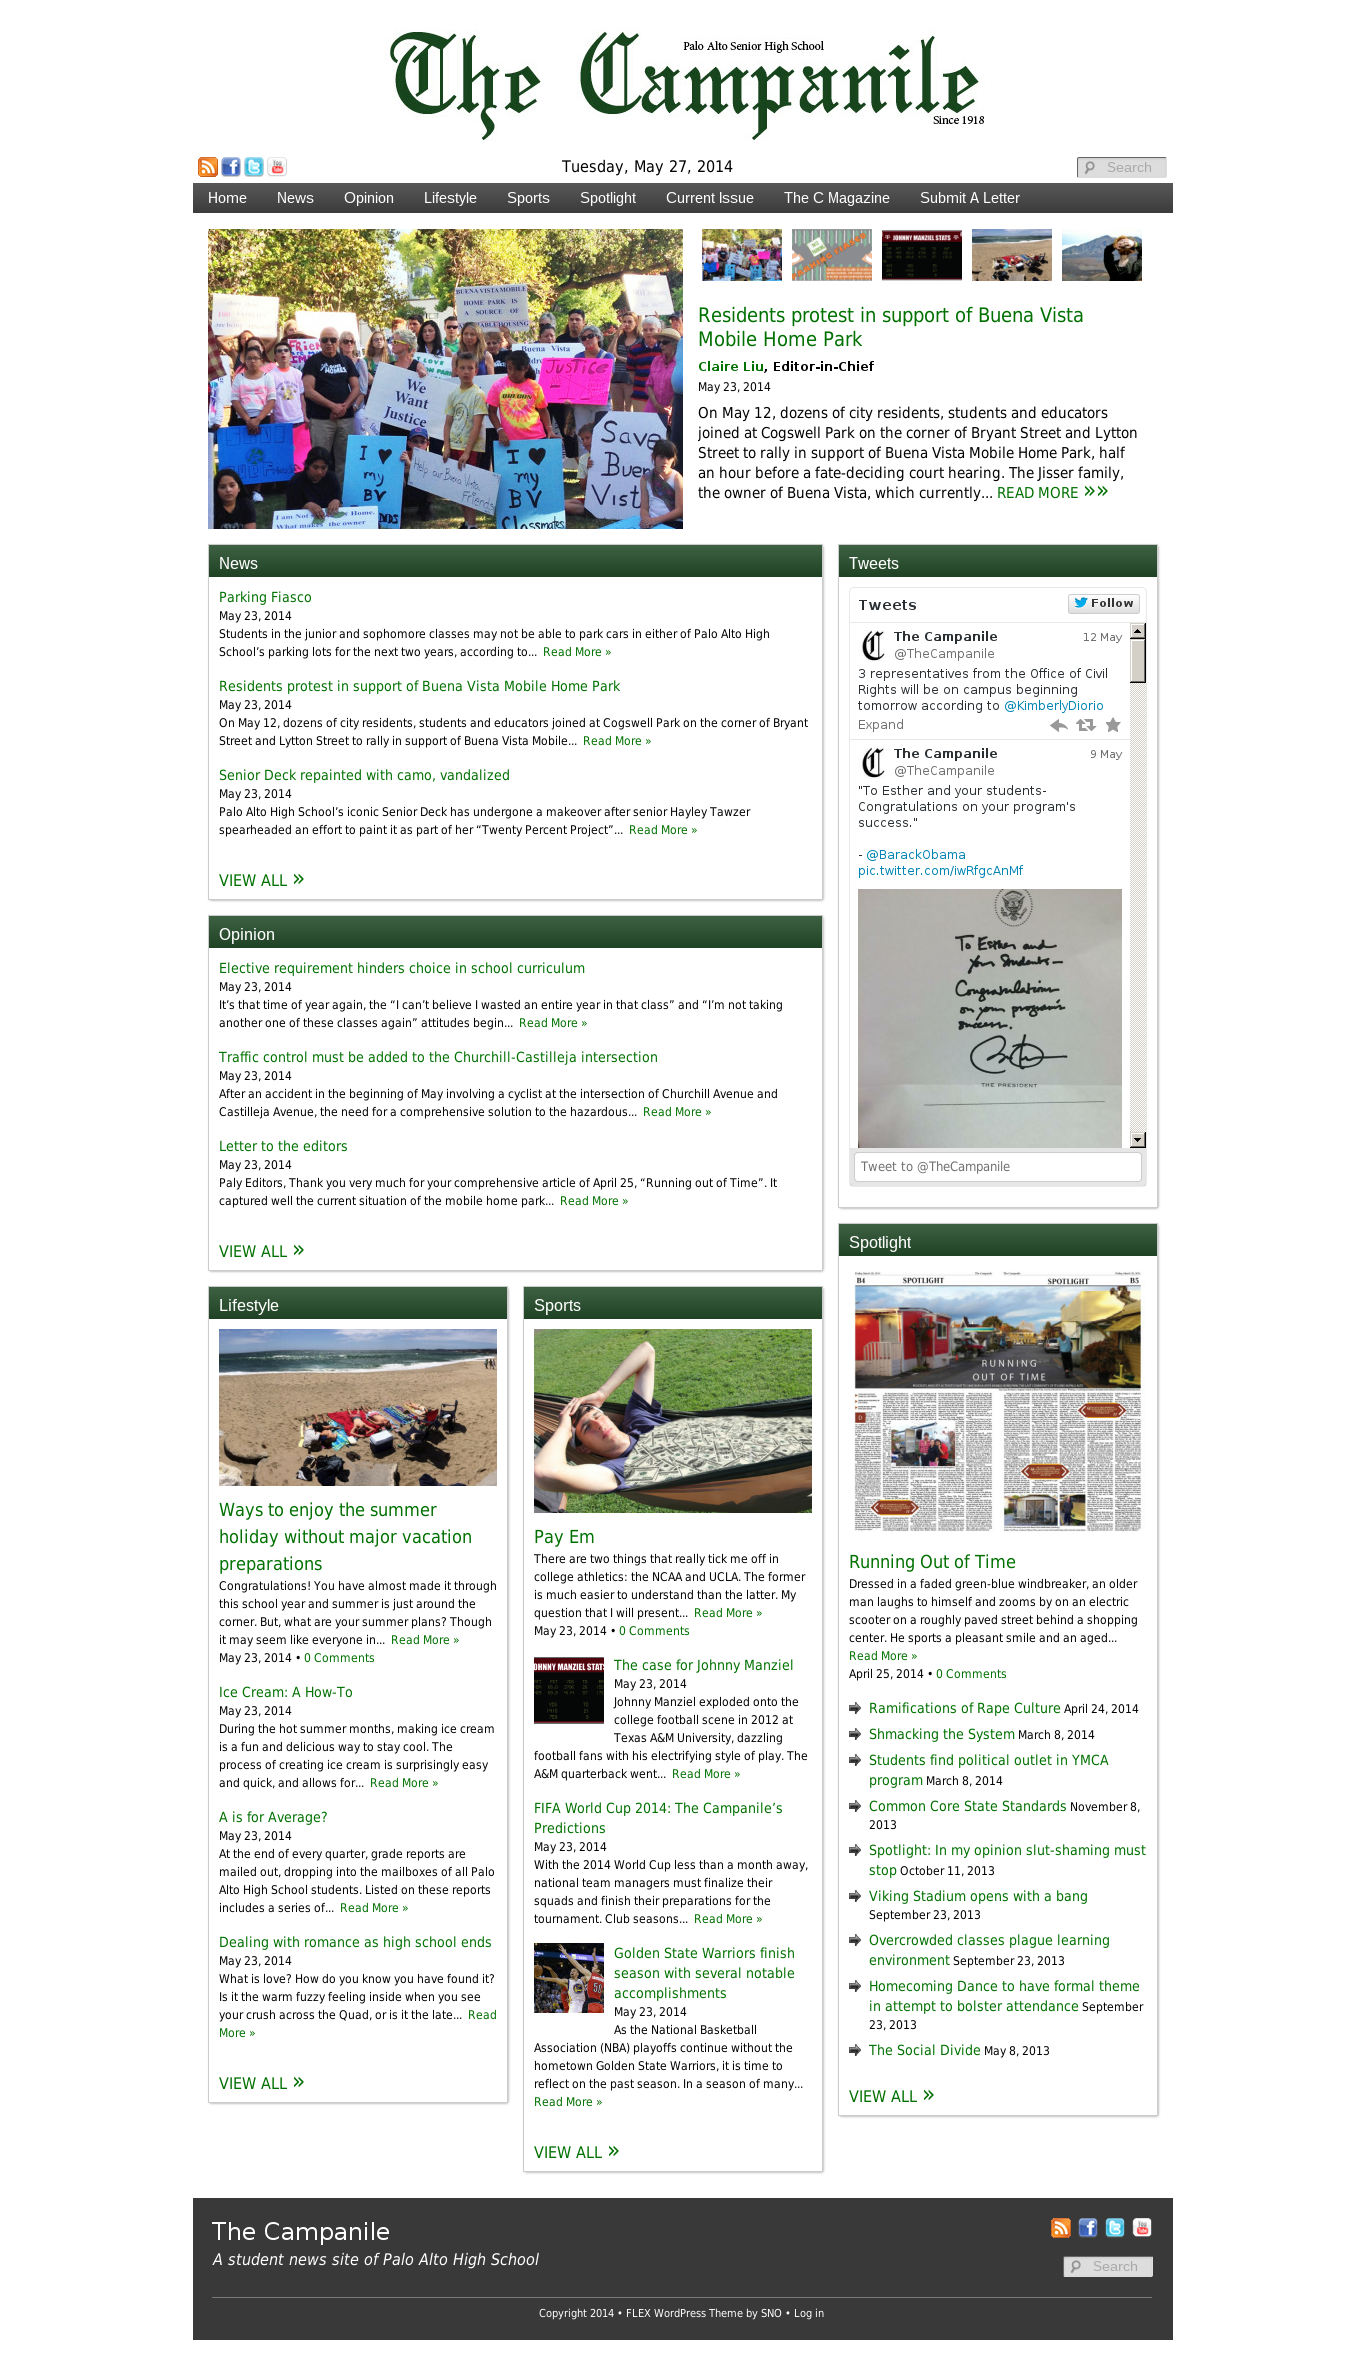 Palo Alto Senior High School
The Campanile
Since 1918
Tuesday, May 27, 2014
Search
Home News Opinion Lifestyle Sports Spotlight Current Issue The C Magazine Submit A Letter
BUENA VISTA MOBILE
HOME PARK IS
A SOURCE OF
Buena Vista
Justice
We
Want
Justice
I
my
BV
Help our Buena Vista
Friends
I
my
BV
Classmates
Save
Buena
Vista
What makes the owner
JOHNNY MANZIEL STATS
Residents protest in support of Buena Vista
Mobile Home Park
Claire Liu, Editor-in-Chief
May 23, 2014
On May 12, dozens of city residents, students and educators
joined at Cogswell Park on the corner of Bryant Street and Lytton
Street to rally in support of Buena Vista Mobile Home Park, half
an hour before a fate-deciding court hearing. The Jisser family,
the owner of Buena Vista, which currently... READ MORE »»
News
Parking Fiasco
May 23, 2014
Students in the junior and sophomore classes may not be able to park cars in either of Palo Alto High
School’s parking lots for the next two years, according to... Read More »
Residents protest in support of Buena Vista Mobile Home Park
May 23, 2014
On May 12, dozens of city residents, students and educators joined at Cogswell Park on the corner of Bryant
Street and Lytton Street to rally in support of Buena Vista Mobile... Read More »
Senior Deck repainted with camo, vandalized
May 23, 2014
Palo Alto High School’s iconic Senior Deck has undergone a makeover after senior Hayley Tawzer
spearheaded an effort to paint it as part of her “Twenty Percent Project”... Read More »
VIEW ALL »
Opinion
Elective requirement hinders choice in school curriculum
May 23, 2014
It’s that time of year again, the “I can’t believe I wasted an entire year in that class” and “I’m not taking
another one of these classes again” attitudes begin... Read More »
Traffic control must be added to the Churchill-Castilleja intersection
May 23, 2014
After an accident in the beginning of May involving a cyclist at the intersection of Churchill Avenue and
Castilleja Avenue, the need for a comprehensive solution to the hazardous... Read More »
Letter to the editors
May 23, 2014
Paly Editors, Thank you very much for your comprehensive article of April 25, “Running out of Time”. It
captured well the current situation of the mobile home park... Read More »
VIEW ALL »
Lifestyle
Ways to enjoy the summer
holiday without major vacation
preparations
Congratulations! You have almost made it through
this school year and summer is just around the
corner. But, what are your summer plans? Though
it may seem like everyone in... Read More »
May 23, 2014 • 0 Comments
Ice Cream: A How-To
May 23, 2014
During the hot summer months, making ice cream
is a fun and delicious way to stay cool. The
process of creating ice cream is surprisingly easy
and quick, and allows for... Read More »
A is for Average?
May 23, 2014
At the end of every quarter, grade reports are
mailed out, dropping into the mailboxes of all Palo
Alto High School students. Listed on these reports
includes a series of... Read More »
Dealing with romance as high school ends
May 23, 2014
What is love? How do you know you have found it?
Is it the warm fuzzy feeling inside when you see
your crush across the Quad, or is it the late... Read
More »
VIEW ALL »
Sports
Pay Em
There are two things that really tick me off in
college athletics: the NCAA and UCLA. The former
is much easier to understand than the latter. My
question that I will present... Read More »
May 23, 2014 • 0 Comments
JOHNNY MANZIEL STATS
The case for Johnny Manziel
May 23, 2014
Johnny Manziel exploded onto the
college football scene in 2012 at
Texas A&M University, dazzling
football fans with his electrifying style of play. The
A&M quarterback went... Read More »
FIFA World Cup 2014: The Campanile’s
Predictions
May 23, 2014
With the 2014 World Cup less than a month away,
national team managers must finalize their
squads and finish their preparations for the
tournament. Club seasons... Read More »
Golden State Warriors finish
season with several notable
accomplishments
May 23, 2014
As the National Basketball
Association (NBA) playoffs continue without the
hometown Golden State Warriors, it is time to
reflect on the past season. In a season of many...
Read More »
VIEW ALL »
Tweets
Tweets
Follow
The Campanile 12 May
@TheCampanile
3 representatives from the Office of Civil
Rights will be on campus beginning
tomorrow according to @KimberlyDiorio
Expand
The Campanile 9 May
@TheCampanile
"To Esther and your students-
Congratulations on your program's
success."
- @BarackObama
pic.twitter.com/iwRfgcAnMf
To Esther and
your students—
Congratulations
on your program's
success.
THE PRESIDENT
Tweet to @TheCampanile
Spotlight
B4 SPOTLIGHT SPOTLIGHT B5
RUNNING
OUT OF TIME
Running Out of Time
Dressed in a faded green-blue windbreaker, an older
man laughs to himself and zooms by on an electric
scooter on a roughly paved street behind a shopping
center. He sports a pleasant smile and an aged...
Read More »
April 25, 2014 • 0 Comments
Ramifications of Rape Culture April 24, 2014
Shmacking the System March 8, 2014
Students find political outlet in YMCA
program March 8, 2014
Common Core State Standards November 8,
2013
Spotlight: In my opinion slut-shaming must
stop October 11, 2013
Viking Stadium opens with a bang
September 23, 2013
Overcrowded classes plague learning
environment September 23, 2013
Homecoming Dance to have formal theme
in attempt to bolster attendance September
23, 2013
The Social Divide May 8, 2013
VIEW ALL »
The Campanile
A student news site of Palo Alto High School
Search
Copyright 2014 • FLEX WordPress Theme by SNO • Log in